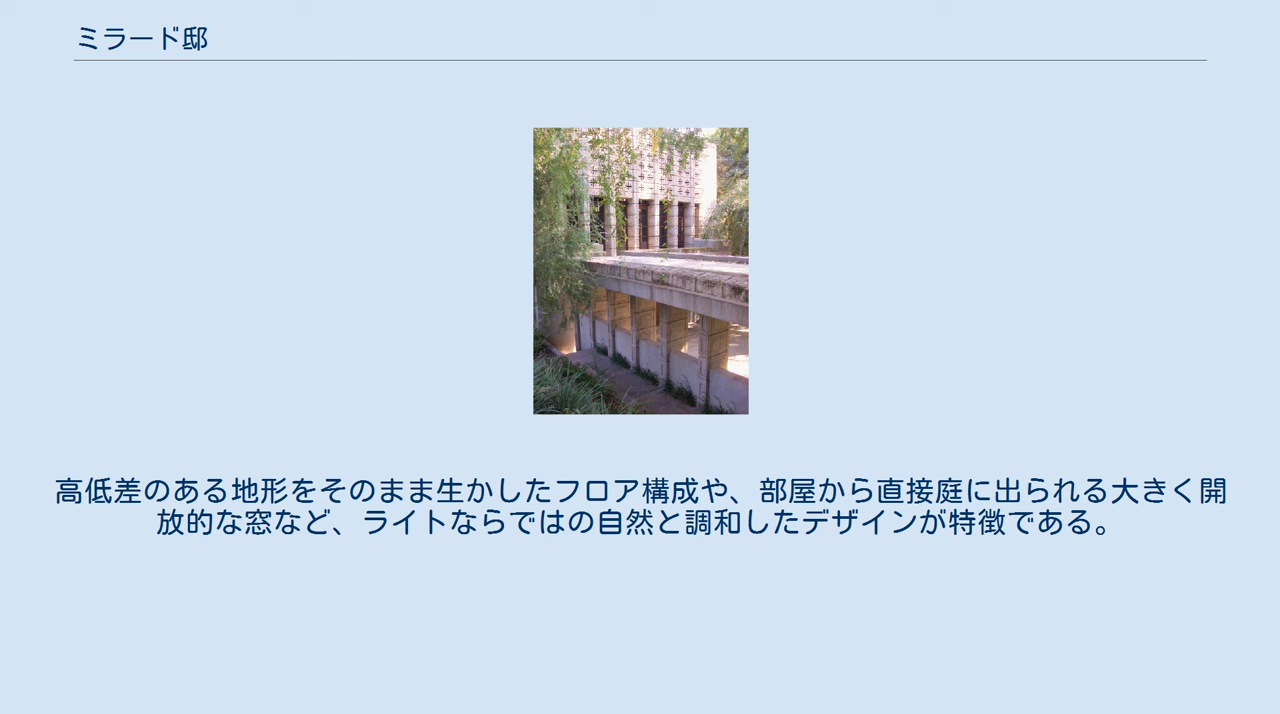 ミラード邸
高低差のある地形をそのまま生かしたフロア構成や、部屋から直接庭に出られる大きく開
放的な窓など、ライトならではの自然と調和したデザインが特徴である。